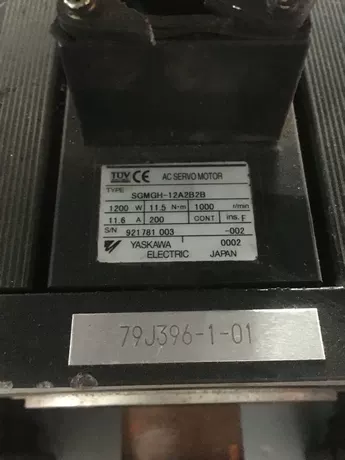 TUV CE AC SERVO MOTOR
TYPE SGMGH-12A2B2B
1200 W 11.5 N·m 1000 r/min
11.6 A 200 CONT. ins. F
S/N 921781 003 -002
YASKAWA 0002
ELECTRIC JAPAN
79J396-1-01